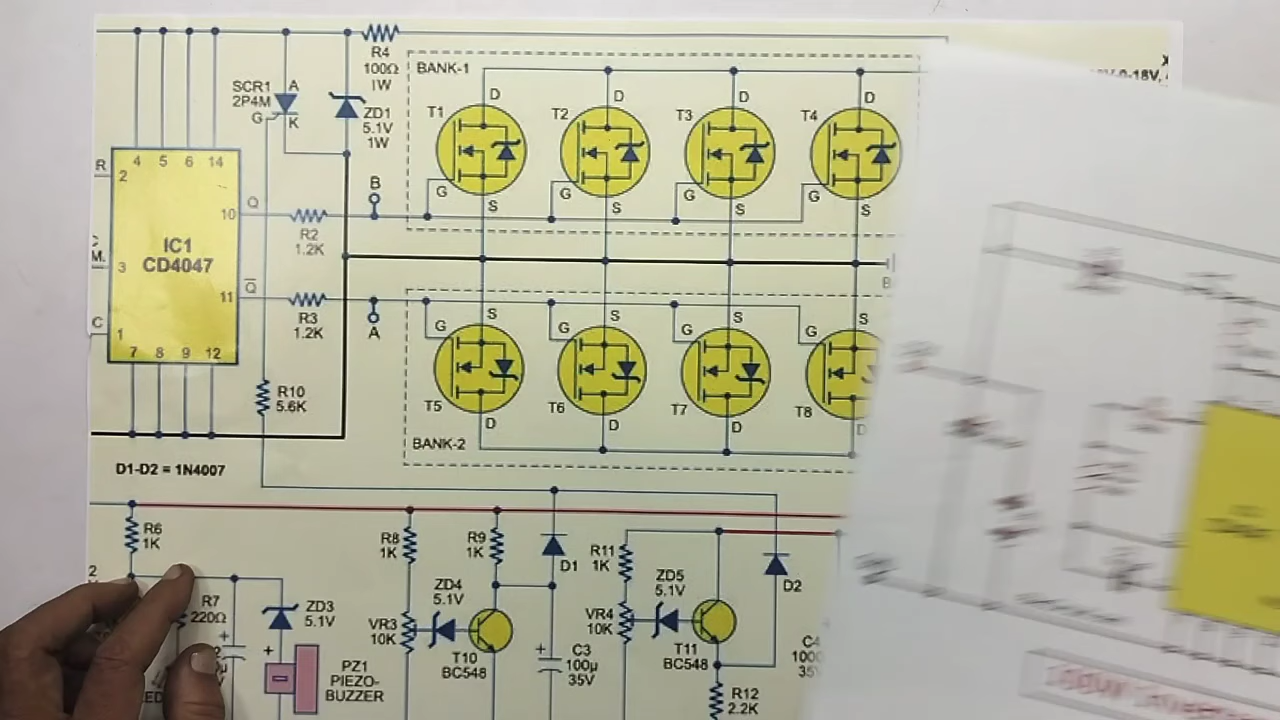 R4
100Ω
1W
BANK-1
SCR1
2P4M
A
G
K
ZD1
5.1V
1W
T1
D
G
S
T2
D
G
S
T3
D
G
S
T4
D
G
S
-0-18V,
R
2
4 5 6 14
10
Q
R2
1.2K
B
IC1
CD4047
M.
3
C
1
11
Q̅
R3
1.2K
A
7 8 9 12
G
S
T5
D
G
S
T6
D
G
S
T7
D
G
S
T8
D
BANK-2
R10
5.6K
D1-D2 = 1N4007
R6
1K
R7
220Ω
ZD3
5.1V
+
+
PZ1
PIEZO-
BUZZER
R8
1K
VR3
10K
ZD4
5.1V
R9
1K
T10
BC548
D1
+
C3
100µ
35V
R11
1K
VR4
10K
ZD5
5.1V
T11
BC548
D2
R12
2.2K
35V